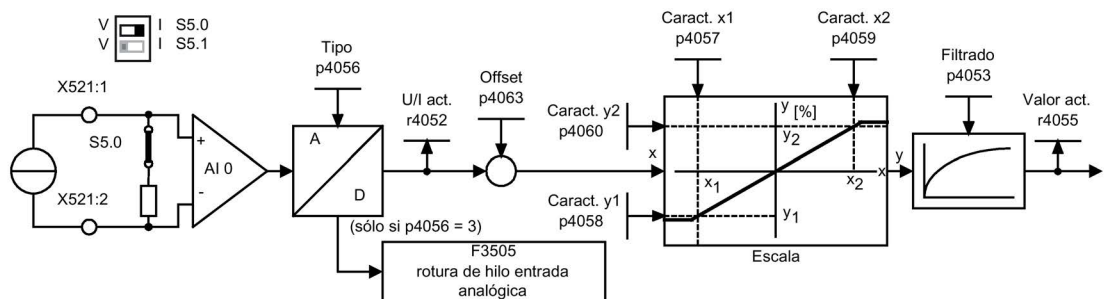 V I S5.0
V I S5.1
X521:1
S5.0
X521:2
+
AI 0
-
Tipo
p4056
A
D
U/I act.
r4052
(sólo si p4056 = 3)
F3505
rotura de hilo entrada
analógica
Offset
p4063
Caract. y2
p4060
x
Caract. y1
p4058
Caract. x1
p4057
Caract. x2
p4059
y [%]
y2
x1
x2
x
y1
Escala
y
Filtrado
p4053
Valor act.
r4055